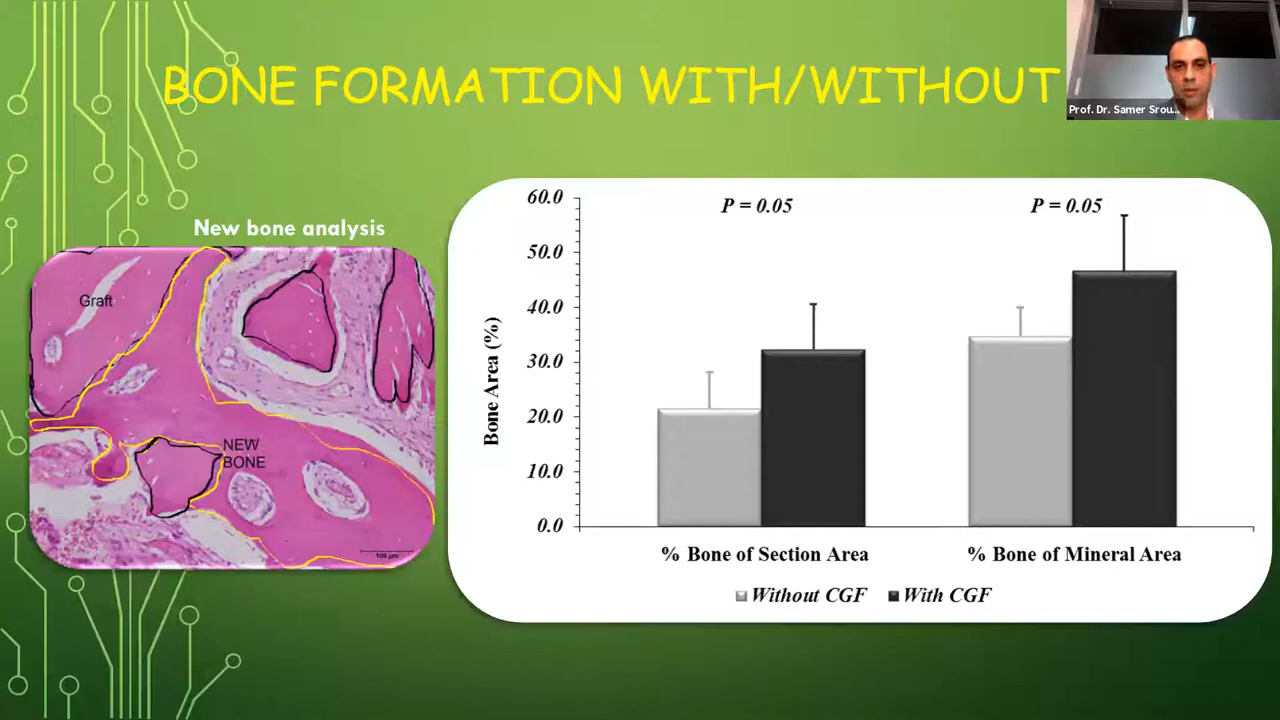 BONE FORMATION WITH/WITHOUT
Prof. Dr. Samer Srou...
New bone analysis
Graft
NEW
BONE
100 µm
60.0
50.0
40.0
30.0
20.0
10.0
0.0
Bone Area (%)
P = 0.05
P = 0.05
% Bone of Section Area
% Bone of Mineral Area
Without CGF
With CGF